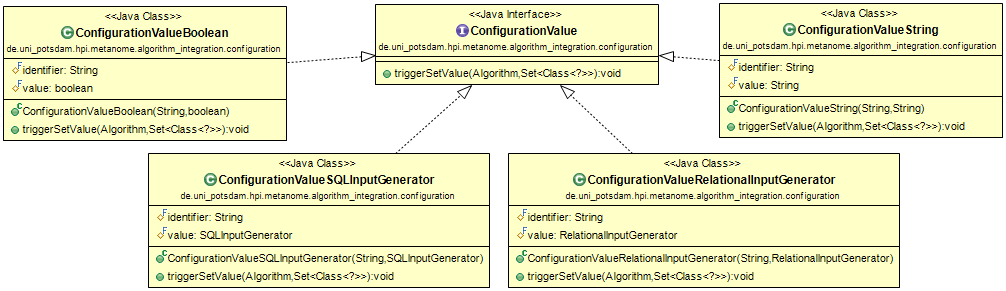 <<Java Class>>
C ConfigurationValueBoolean
de.uni_potsdam.hpi.metanome.algorithm_integration.configuration
F identifier: String
F value: boolean
C ConfigurationValueBoolean(String,boolean)
triggerSetValue(Algorithm,Set<Class<?>>):void
<<Java Interface>>
I ConfigurationValue
de.uni_potsdam.hpi.metanome.algorithm_integration.configuration
triggerSetValue(Algorithm,Set<Class<?>>):void
<<Java Class>>
C ConfigurationValueString
de.uni_potsdam.hpi.metanome.algorithm_integration.configuration
F identifier: String
F value: String
C ConfigurationValueString(String,String)
triggerSetValue(Algorithm,Set<Class<?>>):void
<<Java Class>>
C ConfigurationValueSQLInputGenerator
de.uni_potsdam.hpi.metanome.algorithm_integration.configuration
F identifier: String
F value: SQLInputGenerator
C ConfigurationValueSQLInputGenerator(String,SQLInputGenerator)
triggerSetValue(Algorithm,Set<Class<?>>):void
<<Java Class>>
C ConfigurationValueRelationalInputGenerator
de.uni_potsdam.hpi.metanome.algorithm_integration.configuration
F identifier: String
F value: RelationalInputGenerator
C ConfigurationValueRelationalInputGenerator(String,RelationalInputGenerator)
triggerSetValue(Algorithm,Set<Class<?>>):void